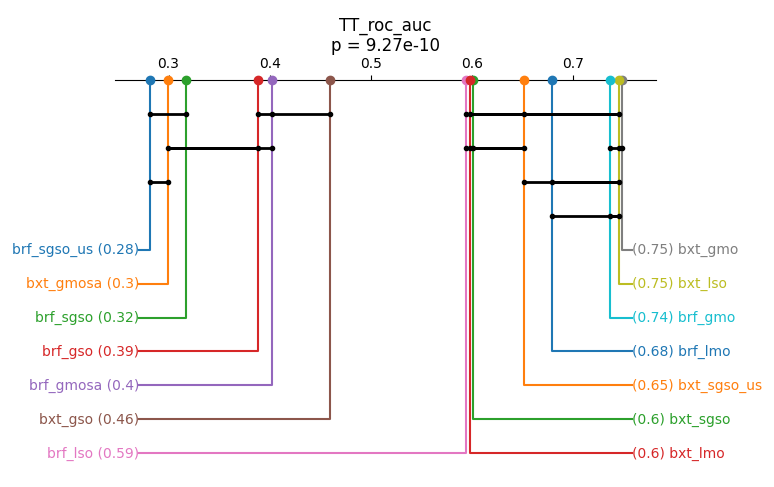 TT_roc_auc
p = 9.27e-10
0.3 0.4 0.5 0.6 0.7
brf_sgso_us (0.28) (0.75) bxt_gmo
bxt_gmosa (0.3) (0.75) bxt_lso
brf_sgso (0.32) (0.74) brf_gmo
brf_gso (0.39) (0.68) brf_lmo
brf_gmosa (0.4) (0.65) bxt_sgso_us
bxt_gso (0.46) (0.6) bxt_sgso
brf_lso (0.59) (0.6) bxt_lmo